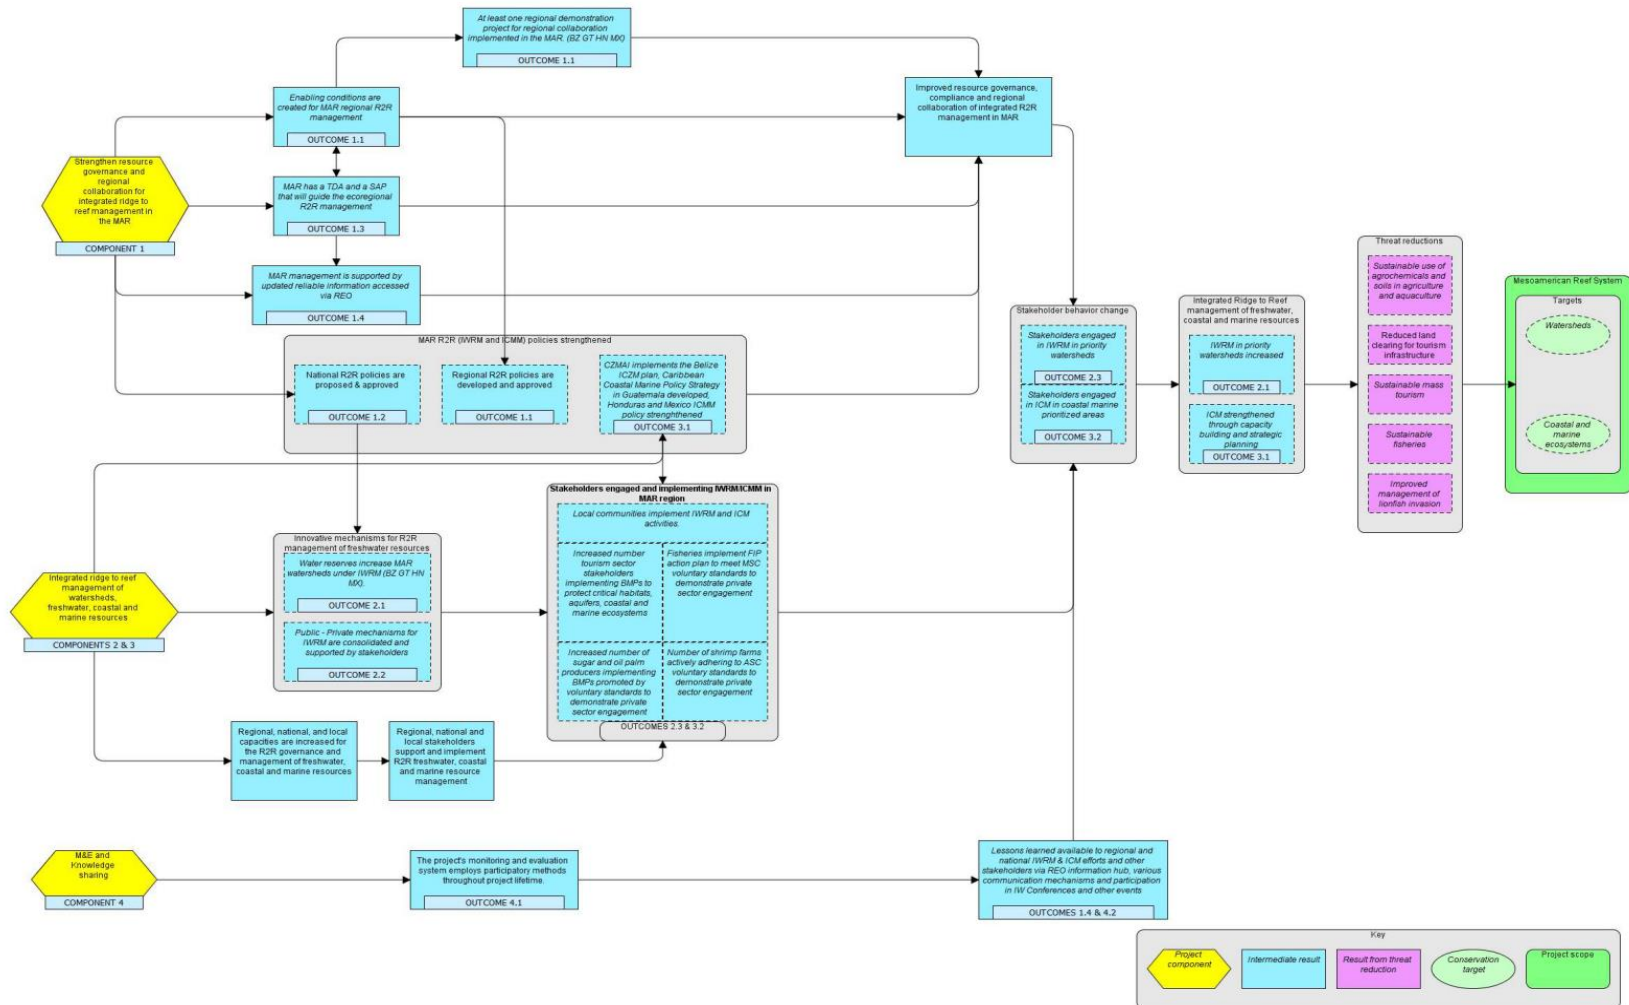 At least one regional demonstration
project for regional collaboration
implemented in the MAR. (BZ GT HN MX)
OUTCOME 1.1
Enabling conditions are
created for MAR regional R2R
management
OUTCOME 1.1
Improved resource governance,
compliance and regional
collaboration of integrated R2R
management in MAR
Strengthen resource
governance and
regional
collaboration for
integrated ridge to
reef management in
the MAR
COMPONENT 1
MAR has a TDA and a SAP
that will guide the ecoregional
R2R management
OUTCOME 1.3
MAR management is supported by
updated reliable information accessed
via REO
OUTCOME 1.4
MAR R2R (IWRM and ICMM) policies strengthened
National R2R policies are
proposed & approved
OUTCOME 1.2
Regional R2R policies are
developed and approved
OUTCOME 1.1
CZMAI implements the Belize
ICZM plan, Caribbean
Coastal Marine Policy Strategy
in Guatemala developed,
Honduras and Mexico ICMM
policy strenghthened
OUTCOME 3.1
Stakeholder behavior change
Stakeholders engaged
in IWRM in priority
watersheds
OUTCOME 2.3
Stakeholders engaged
in ICM in coastal marine
prioritized areas
OUTCOME 3.2
Integrated Ridge to Reef
management of freshwater,
coastal and marine resources
IWRM in priority
watersheds increased
OUTCOME 2.1
ICM strengthened
through capacity
building and strategic
planning
OUTCOME 3.1
Threat reductions
Sustainable use of
agrochemicals and
soils in agriculture
and aquaculture
Reduced land
clearing for tourism
infrastructure
Sustainable mass
tourism
Sustainable
fisheries
Improved
management of
lionfish invasion
Mesoamerican Reef System
Targets
Watersheds
Coastal and
marine
ecosystems
Integrated ridge to reef
management of
watersheds,
freshwater, coastal and
marine resources
COMPONENTS 2 & 3
Innovative mechanisms for R2R
management of freshwater resources
Water reserves increase MAR
watersheds under IWRM (BZ GT HN
MX).
OUTCOME 2.1
Public - Private mechanisms for
IWRM are consolidated and
supported by stakeholders
OUTCOME 2.2
Stakeholders engaged and implementing IWRM/ICMM in
MAR region
Local communities implement IWRM and ICM
activities.
Increased number
tourism sector
stakeholders
implementing BMPs to
protect critical habitats,
aquifers, coastal and
marine ecosystems
Fisheries implement FIP
action plan to meet MSC
voluntary standards to
demonstrate private
sector engagement
Increased number of
sugar and oil palm
producers implementing
BMPs promoted by
voluntary standards to
demonstrate private
sector engagement
Number of shrimp farms
actively adhering to ASC
voluntary standards to
demonstrate private
sector engagement
OUTCOMES 2.3 & 3.2
Regional, national, and local
capacities are increased for
the R2R governance and
management of freshwater,
coastal and marine resources
Regional, national and
local stakeholders
support and implement
R2R freshwater, coastal
and marine resource
management
M&E and
Knowledge
sharing
COMPONENT 4
The project's monitoring and evaluation
system employs participatory methods
throughout project lifetime.
OUTCOME 4.1
Lessons learned available to regional and
national IWRM & ICM efforts and other
stakeholders via REO information hub, various
communication mechanisms and participation
in IW Conferences and other events
OUTCOMES 1.4 & 4.2
Key
Project
component
Intermediate result
Result from threat
reduction
Conservation
target
Project scope